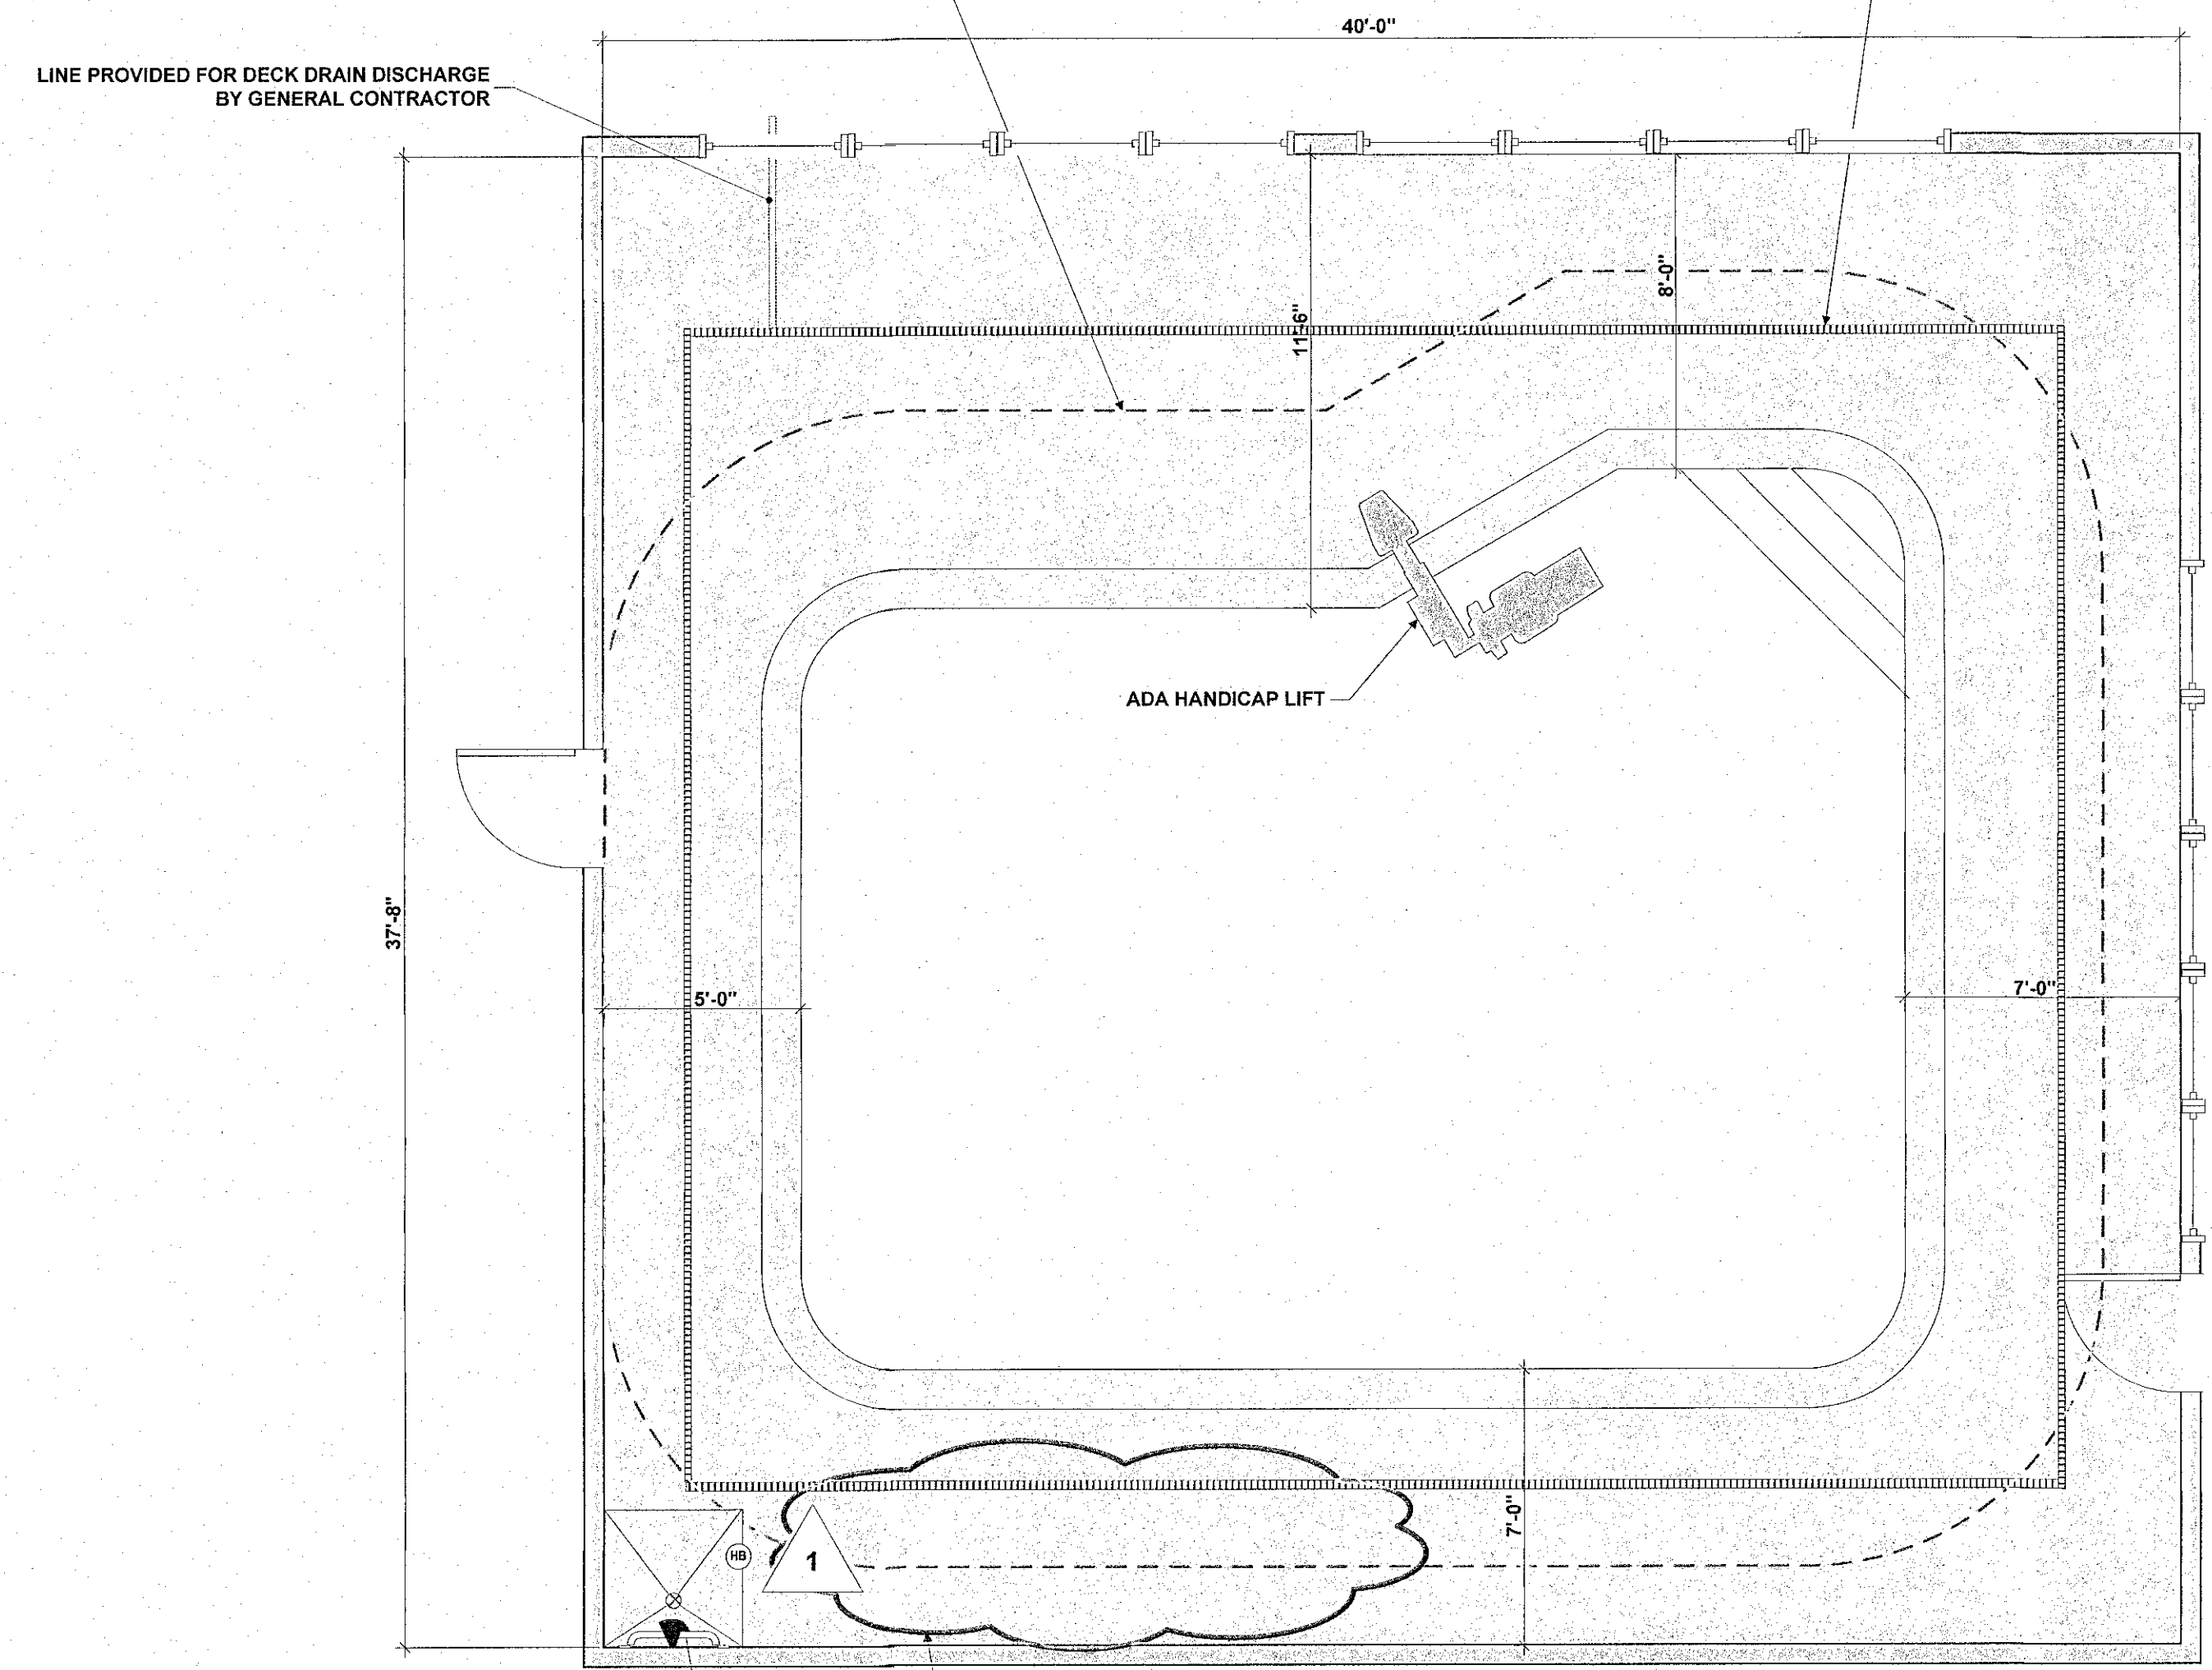 40'-0"
LINE PROVIDED FOR DECK DRAIN DISCHARGE
BY GENERAL CONTRACTOR
8'-0"
11'-6"
ADA HANDICAP LIFT
37'-8"
5'-0"
7'-0"
7'-0"
HB
1